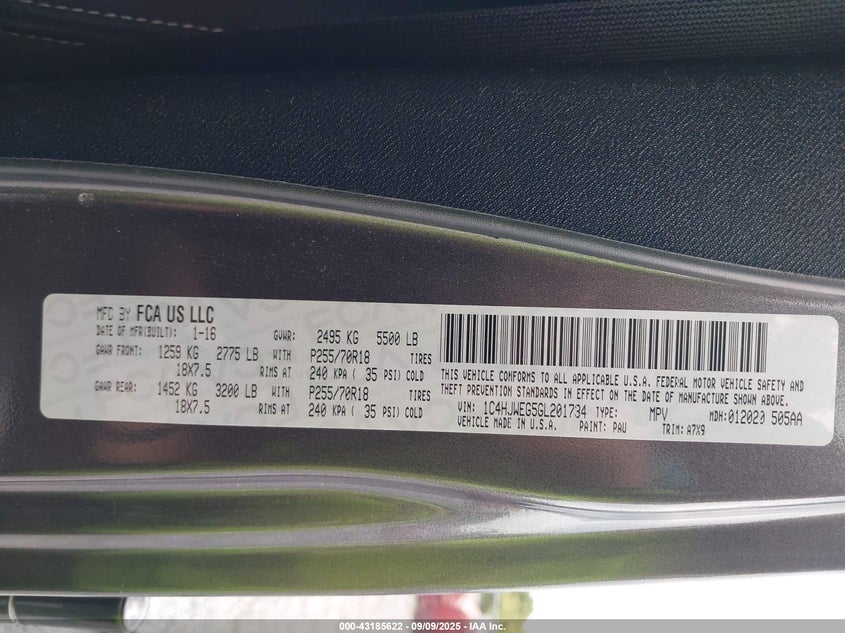 MFD BY FCA US LLC
DATE OF MFR(BUILT): 1-16 GVWR: 2495 KG 5500 LB
GAWR FRONT: 1259 KG 2775 LB WITH P255/70R18 TIRES
18X7.5 RIMS AT 240 KPA ( 35 PSI) COLD
GAWR REAR: 1452 KG 3200 LB WITH P255/70R18 TIRES
18X7.5 RIMS AT 240 KPA ( 35 PSI) COLD
THIS VEHICLE CONFORMS TO ALL APPLICABLE U.S.A. FEDERAL MOTOR VEHICLE SAFETY AND
THEFT PREVENTION STANDARDS IN EFFECT ON THE DATE OF MANUFACTURE SHOWN ABOVE.
VIN: 1C4HJWEG5GL201734 TYPE: MPV MDH:012020 505AA
VEHICLE MADE IN U.S.A. PAINT: PAU TRIM: A7X9
000-43185622 - 09/09/2025 - IAA Inc.